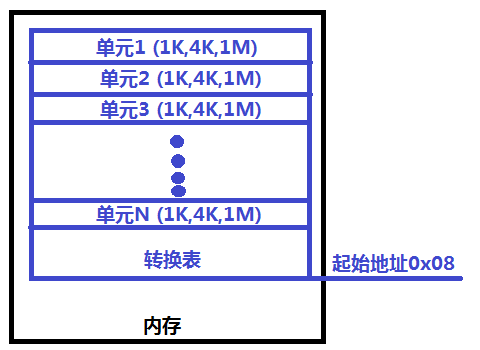 单元1 (1K,4K,1M)
单元2 (1K,4K,1M)
单元3 (1K,4K,1M)
单元N (1K,4K,1M)
转换表
起始地址0x08
内存